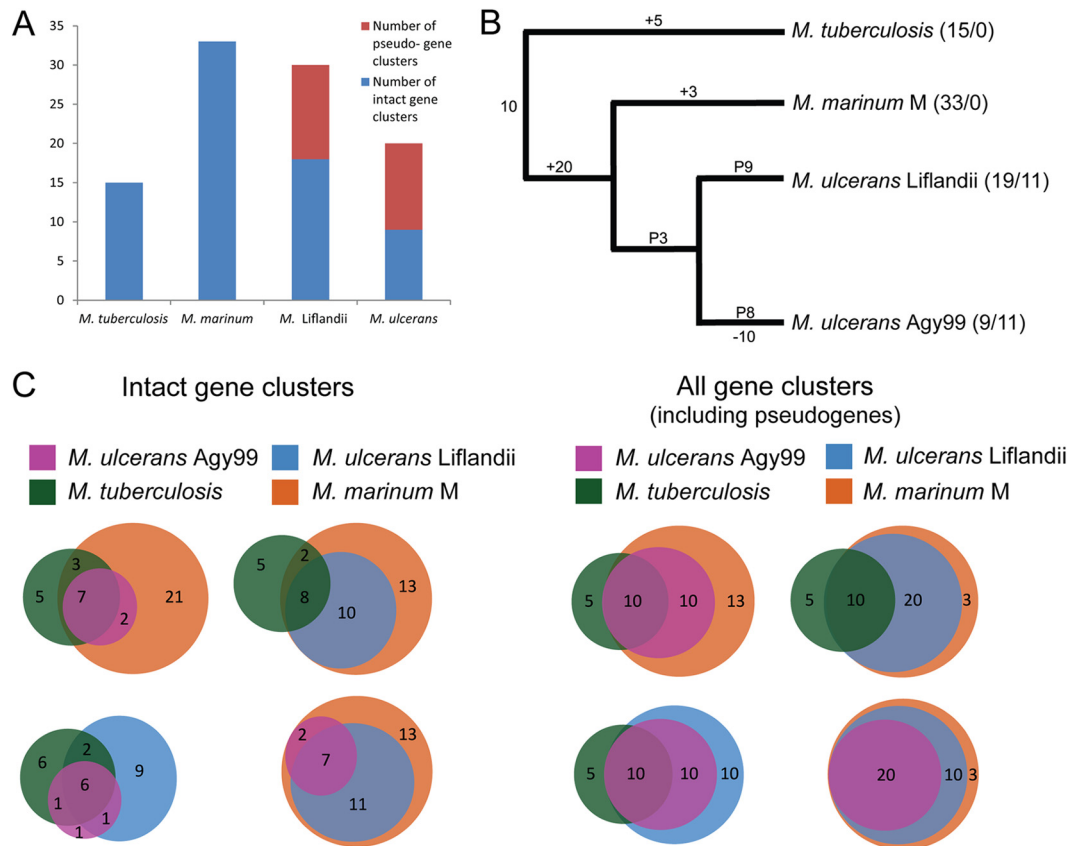 A
Number of
pseudo- gene
clusters
Number of
intact gene
clusters
35
30
25
20
15
10
5
0
M. tuberculosis
M. marinum
M. Liflandii
M. ulcerans
B
+5
M. tuberculosis (15/0)
10
+3
M. marinum M (33/0)
+20
P9
M. ulcerans Liflandii (19/11)
P3
P8
-10
M. ulcerans Agy99 (9/11)
C
Intact gene clusters
M. ulcerans Agy99
M. ulcerans Liflandii
M. tuberculosis
M. marinum M
5
3
7
2
21
5
2
8
10
13
6
2
9
6
1
1
1
2
7
13
11
All gene clusters
(including pseudogenes)
M. ulcerans Agy99
M. ulcerans Liflandii
M. tuberculosis
M. marinum M
5
10
10
13
5
10
20
3
5
10
10
10
20
10
3